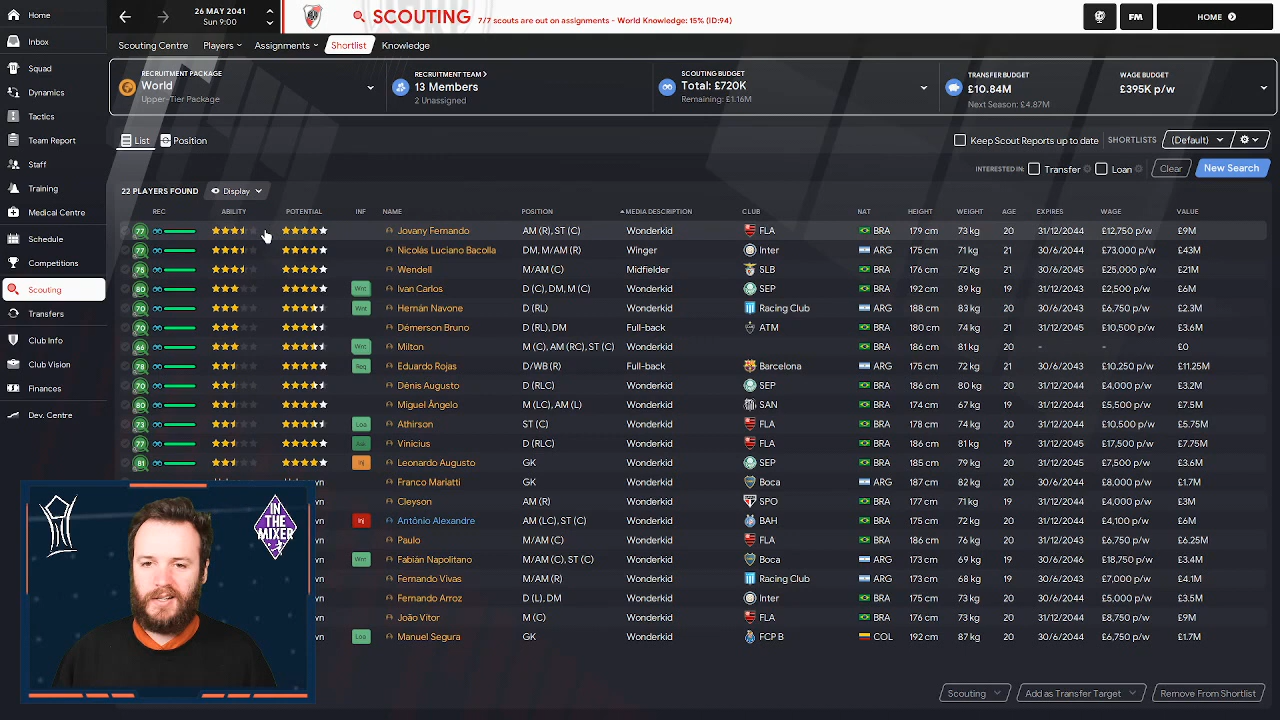 Home
Inbox
Squad
Dynamics
Tactics
Team Report
Staff
Training
Medical Centre
Schedule
Competitions
Scouting
Transfers
Club Info
Club Vision
Finances
Dev. Centre
26 MAY 2041
Sun 9:00
SCOUTING
7/7 scouts are out on assignments - World Knowledge: 15% (ID:94)
FM
HOME
Scouting Centre Players Assignments Shortlist Knowledge
RECRUITMENT PACKAGE
World
Upper-Tier Package
RECRUITMENT TEAM
13 Members
2 Unassigned
SCOUTING BUDGET
Total: £720K
Remaining: £1.16M
TRANSFER BUDGET
£10.84M
Next Season: £4.87M
WAGE BUDGET
£395K p/w
List Position
Keep Scout Reports up to date SHORTLISTS (Default)
INTERESTED IN: Transfer Loan Clear New Search
22 PLAYERS FOUND Display
REC ABILITY POTENTIAL INF NAME POSITION MEDIA DESCRIPTION CLUB NAT HEIGHT WEIGHT AGE EXPIRES WAGE VALUE
77 Jovany Fernando AM (R), ST (C) Wonderkid FLA BRA 179 cm 73 kg 20 31/12/2044 £12,750 p/w £9M
77 Nicolás Luciano Bacolla DM, M/AM (R) Winger Inter ARG 175 cm 71 kg 21 30/6/2043 £73,000 p/w £43M
75 Wendell M/AM (C) Midfielder SLB BRA 176 cm 72 kg 21 30/6/2045 £25,000 p/w £21M
80 Wnt Ivan Carlos D (C), DM, M (C) Wonderkid SEP BRA 192 cm 89 kg 19 31/12/2043 £2,500 p/w £6M
70 Wnt Hernán Navone D (RL) Wonderkid Racing Club ARG 188 cm 83 kg 20 30/6/2043 £6,750 p/w £2.3M
70 Démerson Bruno D (RL), DM Full-back ATM BRA 180 cm 74 kg 21 30/6/2045 £10,500 p/w £3.6M
66 Wnt Milton M (C), AM (RC), ST (C) Wonderkid BRA 186 cm 81 kg 20 - - £0
78 Req Eduardo Rojas D/WB (R) Full-back Barcelona ARG 175 cm 72 kg 21 30/6/2043 £10,250 p/w £11.25M
70 Dênis Augusto D (RLC) Wonderkid SEP BRA 186 cm 80 kg 20 31/12/2044 £4,000 p/w £3.2M
80 Miguel Ângelo M (LC), AM (L) Wonderkid SAN BRA 174 cm 67 kg 19 31/12/2044 £5,500 p/w £7.5M
73 Loa Athirson ST (C) Wonderkid FLA BRA 178 cm 74 kg 20 31/12/2044 £10,500 p/w £5.75M
77 Vinícius D (RLC) Wonderkid FLA BRA 186 cm 81 kg 19 31/12/2045 £17,500 p/w £7.75M
81 Inj Leonardo Augusto GK Wonderkid SEP BRA 185 cm 79 kg 20 31/12/2044 £7,500 p/w £3.6M
Franco Mariatti GK Wonderkid Boca ARG 187 cm 82 kg 20 30/6/2044 £8,000 p/w £1.7M
Cleyson AM (R) Wonderkid SPO BRA 177 cm 71 kg 19 31/12/2043 £4,000 p/w £3M
Inj Antônio Alexandre AM (LC), ST (C) Wonderkid BAH BRA 175 cm 72 kg 20 31/12/2044 £4,100 p/w £6M
Paulo M/AM (C) Wonderkid FLA BRA 186 cm 76 kg 20 31/12/2043 £6,750 p/w £6.25M
Wnt Fabián Napolitano M/AM (C), ST (C) Wonderkid Boca ARG 173 cm 69 kg 19 30/6/2046 £18,750 p/w £3.4M
Fernando Vivas M/AM (R) Wonderkid Racing Club ARG 173 cm 68 kg 19 30/6/2043 £7,000 p/w £4.1M
Fernando Arroz D (L), DM Wonderkid Inter BRA 176 cm 73 kg 20 30/6/2044 £5,000 p/w £3.5M
João Vítor M (C) Wonderkid FLA BRA 176 cm 73 kg 20 31/12/2044 £8,750 p/w £9M
Loa Manuel Segura GK Wonderkid FCP B COL 192 cm 87 kg 20 30/6/2044 £6,750 p/w £1.7M
IN THE
MIXER
Scouting Add as Transfer Target Remove From Shortlist